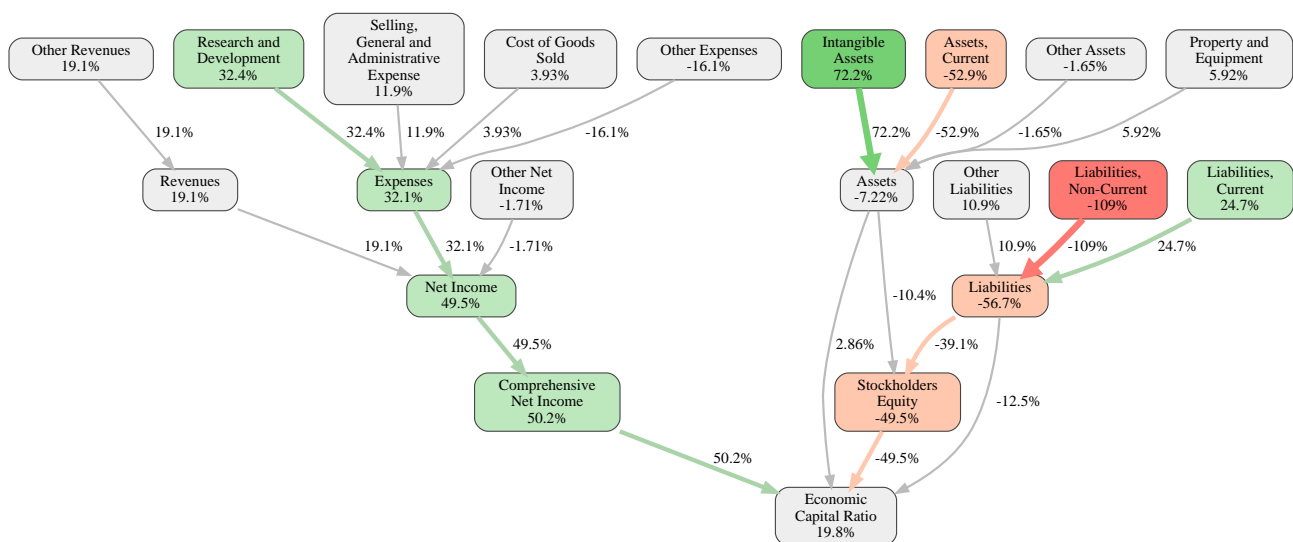 Other Revenues
19.1%
Research and
Development
32.4%
Selling,
General and
Administrative
Expense
11.9%
Cost of Goods
Sold
3.93%
Other Expenses
-16.1%
Intangible
Assets
72.2%
Assets,
Current
-52.9%
Other Assets
-1.65%
Property and
Equipment
5.92%
19.1%
32.4%
11.9%
3.93%
-16.1%
72.2%
-52.9%
-1.65%
5.92%
Revenues
19.1%
Expenses
32.1%
Other Net
Income
-1.71%
Assets
-7.22%
Other
Liabilities
10.9%
Liabilities,
Non-Current
-109%
Liabilities,
Current
24.7%
19.1%
32.1%
-1.71%
10.9%
-109%
24.7%
Net Income
49.5%
-10.4%
Liabilities
-56.7%
49.5%
2.86%
-39.1%
Comprehensive
Net Income
50.2%
Stockholders
Equity
-49.5%
-12.5%
50.2%
-49.5%
Economic
Capital Ratio
19.8%